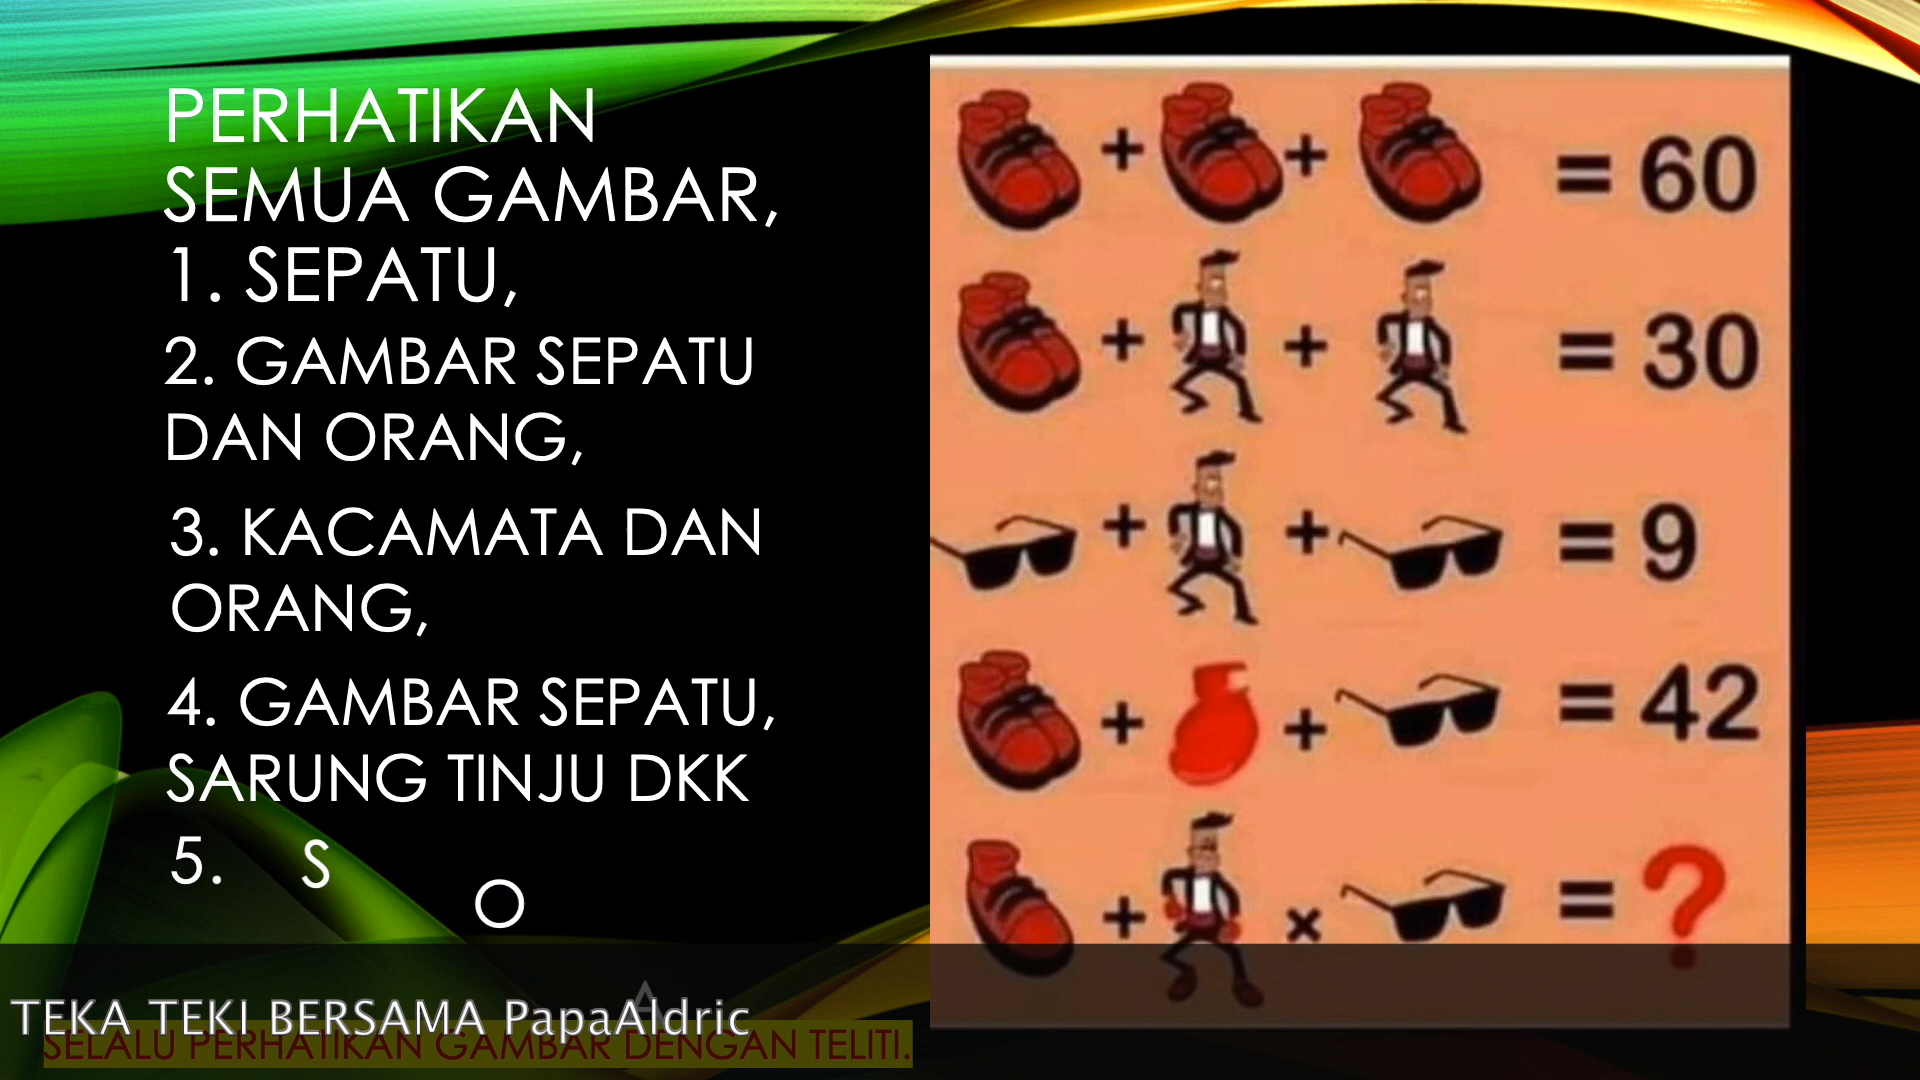 PERHATIKAN
SEMUA GAMBAR,
1. SEPATU,
2. GAMBAR SEPATU
DAN ORANG,
3. KACAMATA DAN
ORANG,
4. GAMBAR SEPATU,
SARUNG TINJU DKK
5. S
O
A
+ + = 60
+ + = 30
+ + = 9
+ + = 42
+ × = ?
TEKA TEKI BERSAMA PapaAldric
SELALU PERHATIKAN GAMBAR DENGAN TELITI.